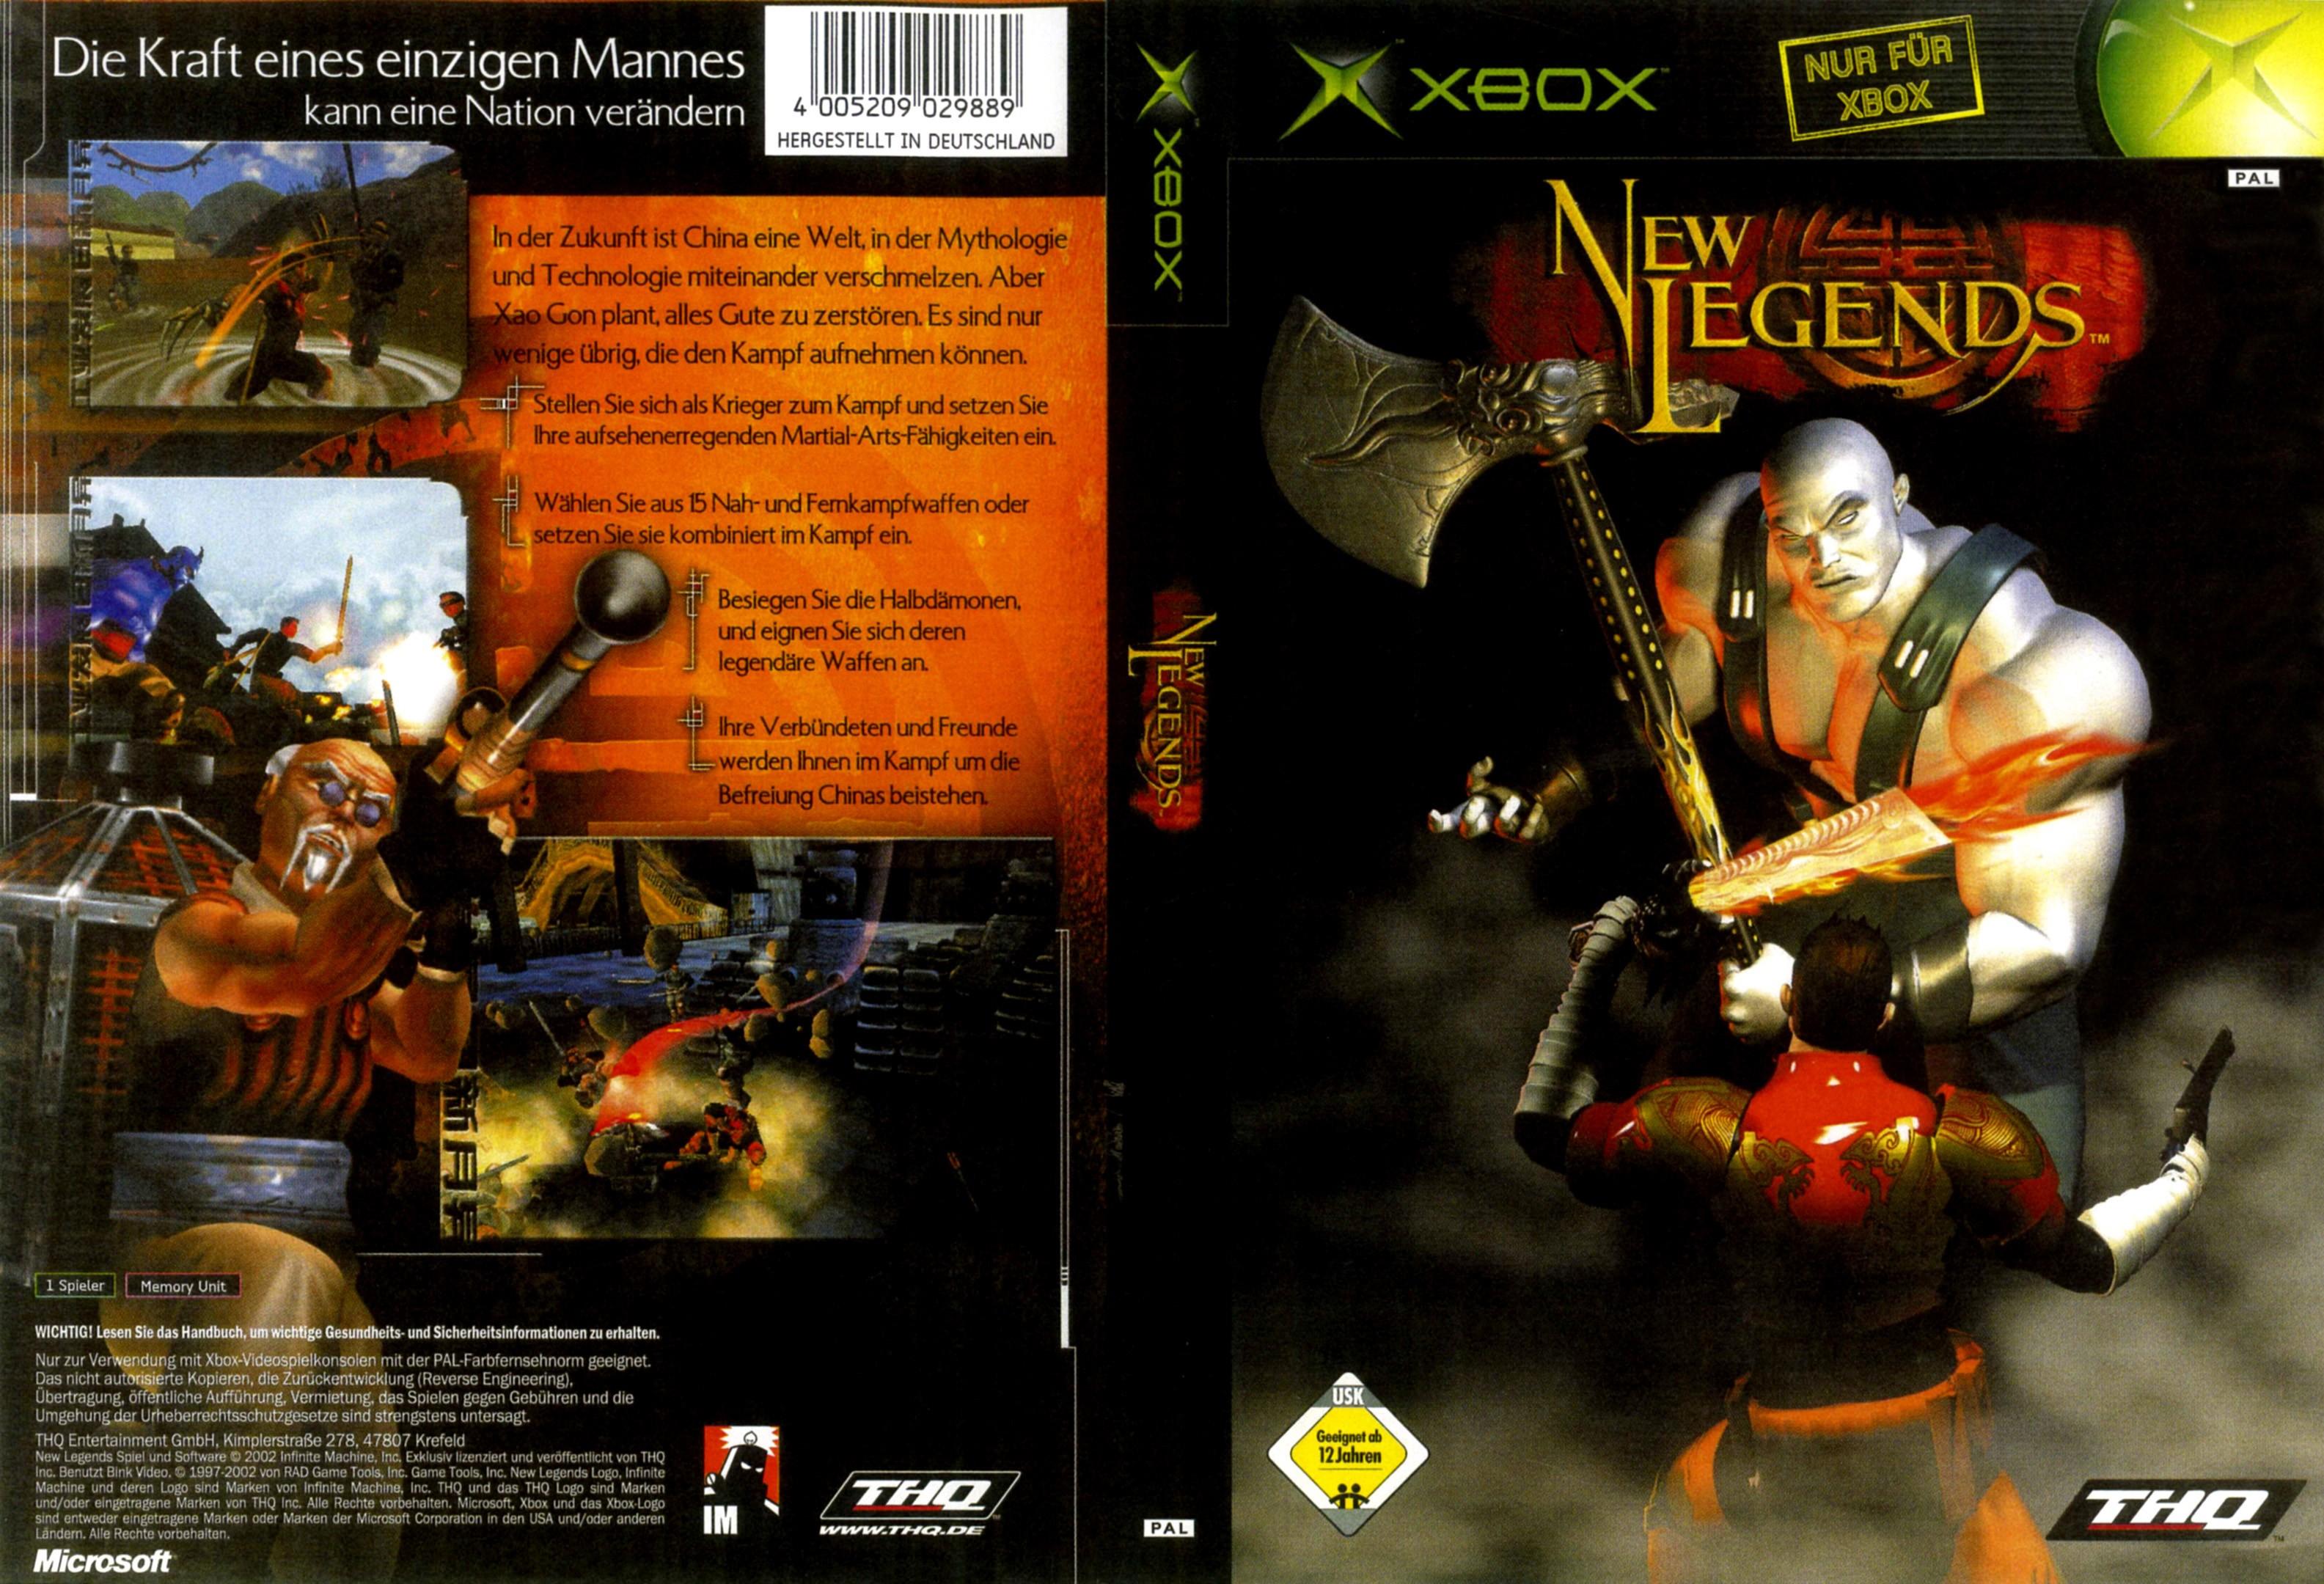 Die Kraft eines einzigen Mannes
kann eine Nation verändern
4 005209 029889
HERGESTELLT IN DEUTSCHLAND
In der Zukunft ist China eine Welt, in der Mythologie
und Technologie miteinander verschmelzen. Aber
Xao Gon plant, alles Gute zu zerstören. Es sind nur
wenige übrig, die den Kampf aufnehmen können.
Stellen Sie sich als Krieger zum Kampf und setzen Sie
Ihre aufsehenerregenden Martial-Arts-Fähigkeiten ein.
Wählen Sie aus 15 Nah- und Fernkampfwaffen oder
setzen Sie sie kombiniert im Kampf ein.
Besiegen Sie die Halbdämonen,
und eignen Sie sich deren
legendäre Waffen an.
Ihre Verbündeten und Freunde
werden Ihnen im Kampf um die
Befreiung Chinas beistehen.
1 Spieler
Memory Unit
WICHTIG! Lesen Sie das Handbuch, um wichtige Gesundheits- und Sicherheitsinformationen zu erhalten.
Nur zur Verwendung mit Xbox-Videospielkonsolen mit der PAL-Farbfernsehnorm geeignet.
Das nicht autorisierte Kopieren, die Zurückentwicklung (Reverse Engineering),
Übertragung, öffentliche Aufführung, Vermietung, das Spielen gegen Gebühren und die
Umgehung der Urheberrechtsschutzgesetze sind strengstens untersagt.
THQ Entertainment GmbH, Kimplerstraße 278, 47807 Krefeld
New Legends Spiel und Software © 2002 Infinite Machine, Inc. Exklusiv lizenziert und veröffentlicht von THQ
Inc. Benutzt Bink Video. © 1997-2002 von RAD Game Tools, Inc. Game Tools, Inc. New Legends Logo, Infinite
Machine und deren Logo sind Marken von Infinite Machine, Inc. THQ und das THQ Logo sind Marken
und/oder eingetragene Marken von THQ Inc. Alle Rechte vorbehalten. Microsoft, Xbox und das Xbox-Logo
sind entweder eingetragene Marken oder Marken der Microsoft Corporation in den USA und/oder anderen
Ländern. Alle Rechte vorbehalten.
Microsoft
IM
THQ
WWW.THQ.DE
XBOX
NEW
LEGENDS
PAL
XBOX
NUR FÜR
XBOX
PAL
NEW
LEGENDS™
USK
Geeignet ab
12 Jahren
THQ